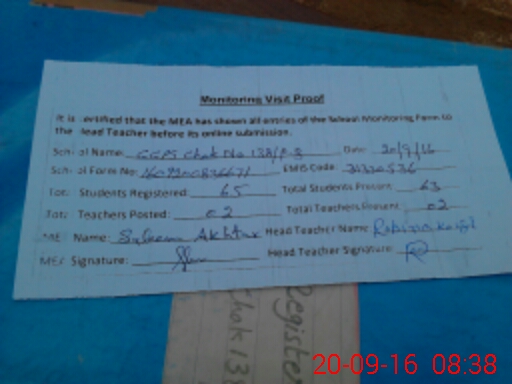 Monitoring Visit Proof
It is certified that the MEA has shown all entries of the School Monitoring Form to
the Head Teacher before its online submission.
School Name: GGPS Chak No 138/P-S Date: 20/9/16
School Form No: EMIS Code:
Total Students Registered: 65 Total Students Present: 63
Total Teachers Posted: 02 Total Teachers Present: 02
MEA Name: Saleem Akhtar Head Teacher Name: Robina
MEA Signature: Head Teacher Signature:
Register
Chak 138
20-09-16 08:38